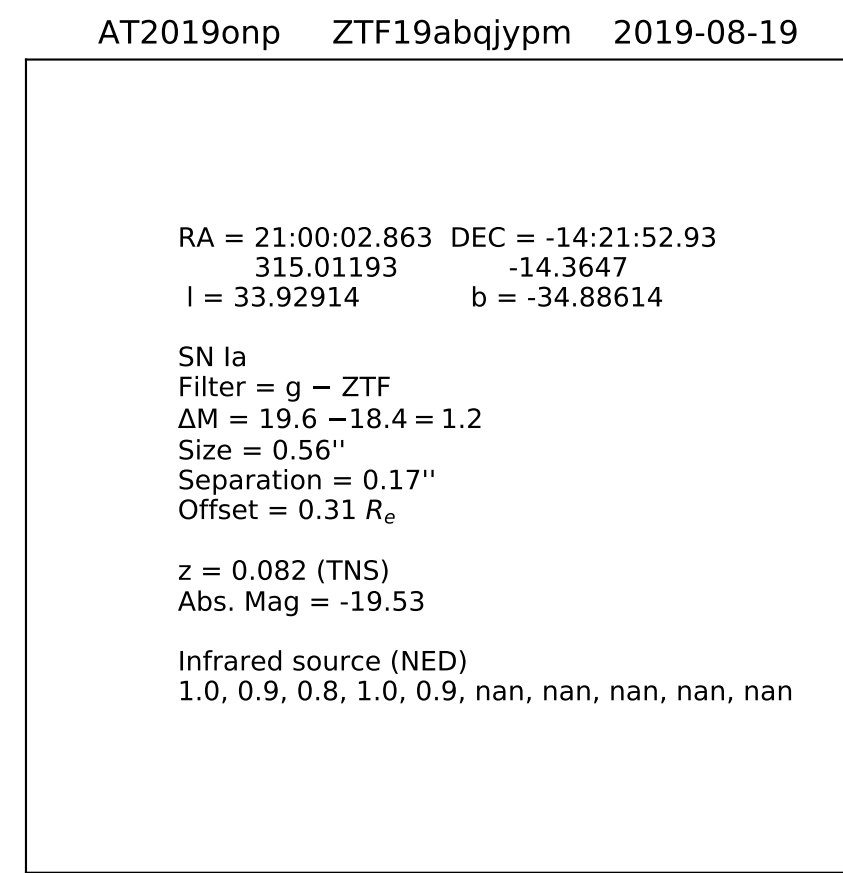 AT2019onp ZTF19abqjypm 2019-08-19
RA = 21:00:02.863 DEC = -14:21:52.93
315.01193 -14.3647
l = 33.92914 b = -34.88614
SN Ia
Filter = g − ZTF
ΔM = 19.6 −18.4 = 1.2
Size = 0.56''
Separation = 0.17''
Offset = 0.31 Re
z = 0.082 (TNS)
Abs. Mag = -19.53
Infrared source (NED)
1.0, 0.9, 0.8, 1.0, 0.9, nan, nan, nan, nan, nan